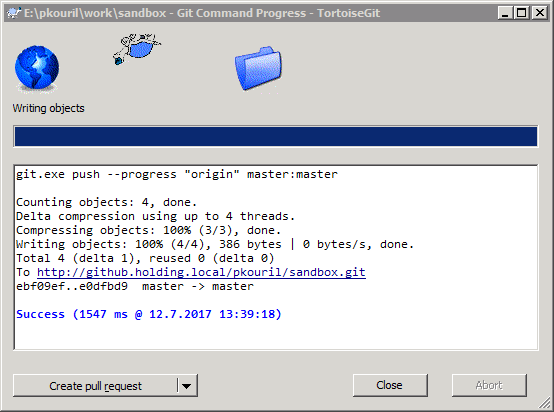 E:\pkouril\work\sandbox - Git Command Progress - TortoiseGit
Writing objects
git.exe push --progress "origin" master:master
Counting objects: 4, done.
Delta compression using up to 4 threads.
Compressing objects: 100% (3/3), done.
Writing objects: 100% (4/4), 386 bytes | 0 bytes/s, done.
Total 4 (delta 1), reused 0 (delta 0)
To http://github.holding.local/pkouril/sandbox.git
ebf09ef..e0dfbd9  master -> master
Success (1547 ms @ 12.7.2017 13:39:18)
Create pull request
Close
Abort